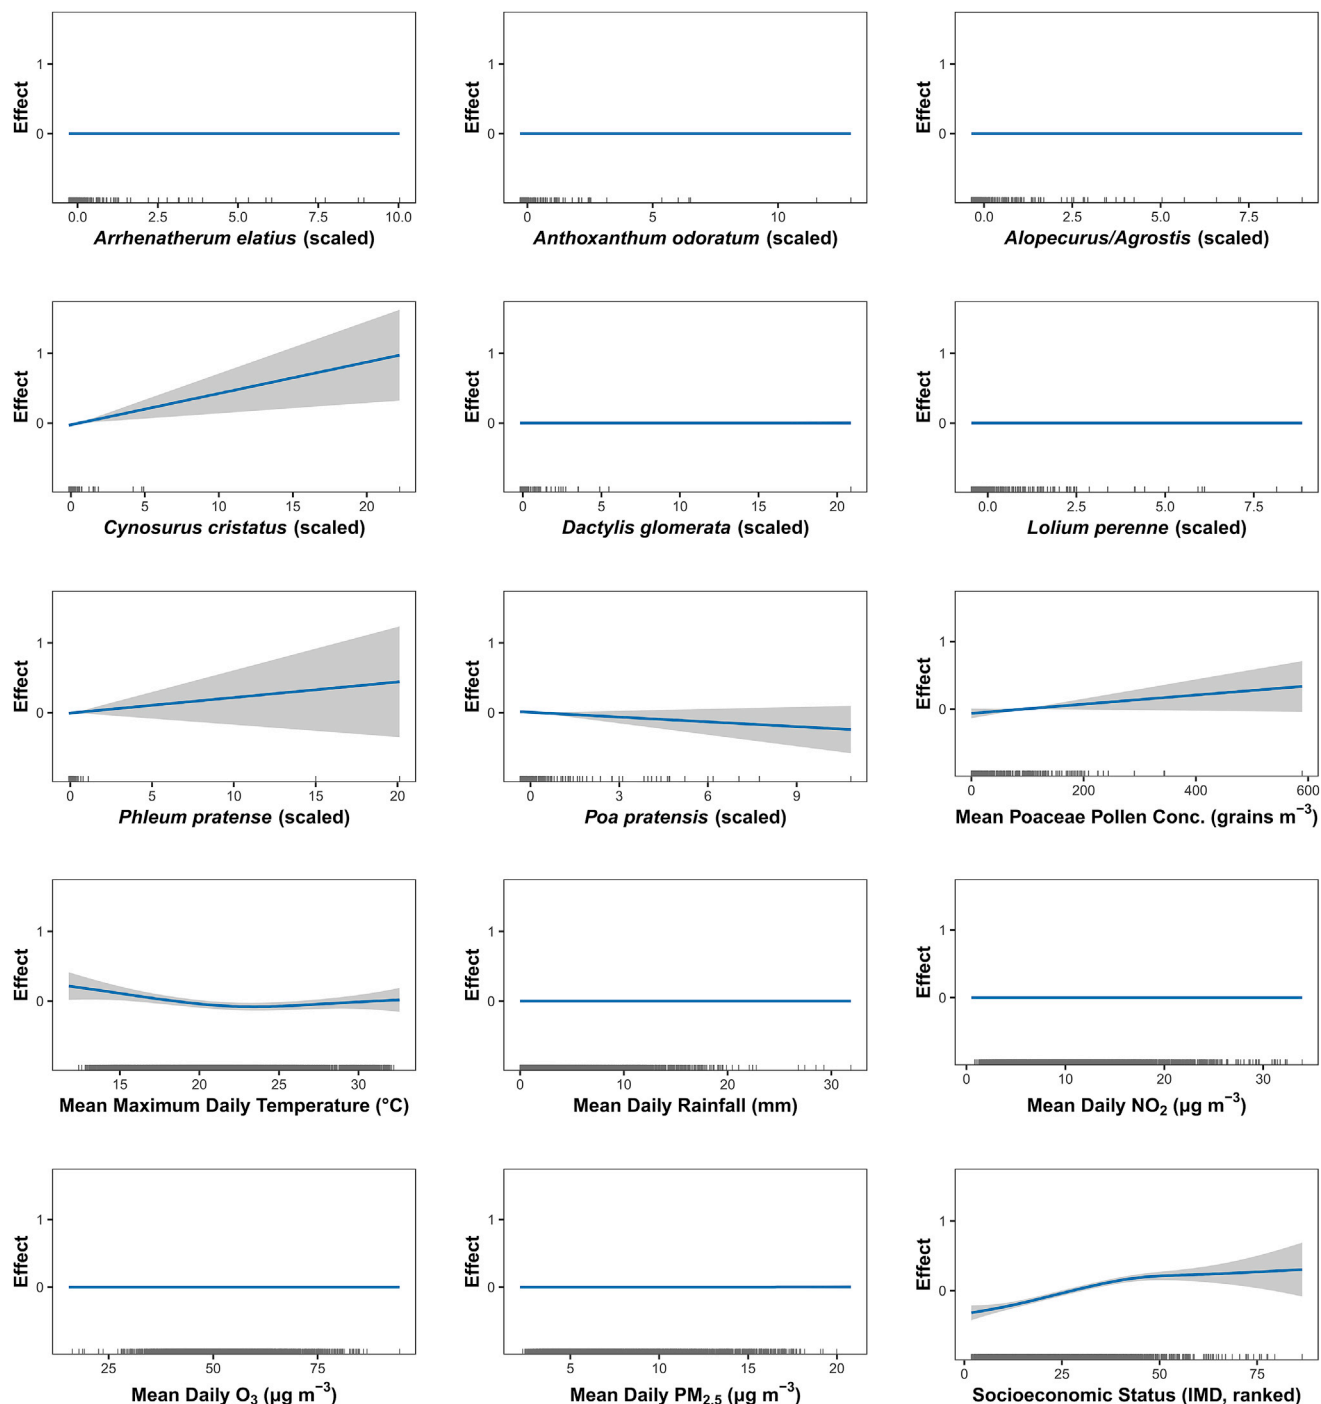 Effect
1
0
0.0 2.5 5.0 7.5 10.0
Arrhenatherum elatius (scaled)
Effect
1
0
0 5 10
Anthoxanthum odoratum (scaled)
Effect
1
0
0.0 2.5 5.0 7.5
Alopecurus/Agrostis (scaled)
Effect
1
0
0 5 10 15 20
Cynosurus cristatus (scaled)
Effect
1
0
0 5 10 15 20
Dactylis glomerata (scaled)
Effect
1
0
0.0 2.5 5.0 7.5
Lolium perenne (scaled)
Effect
1
0
0 5 10 15 20
Phleum pratense (scaled)
Effect
1
0
0 3 6 9
Poa pratensis (scaled)
Effect
1
0
0 200 400 600
Mean Poaceae Pollen Conc. (grains m⁻³)
Effect
1
0
15 20 25 30
Mean Maximum Daily Temperature (°C)
Effect
1
0
0 10 20 30
Mean Daily Rainfall (mm)
Effect
1
0
0 10 20 30
Mean Daily NO₂ (µg m⁻³)
Effect
1
0
25 50 75
Mean Daily O₃ (µg m⁻³)
Effect
1
0
5 10 15 20
Mean Daily PM₂.₅ (µg m⁻³)
Effect
1
0
0 25 50 75
Socioeconomic Status (IMD, ranked)